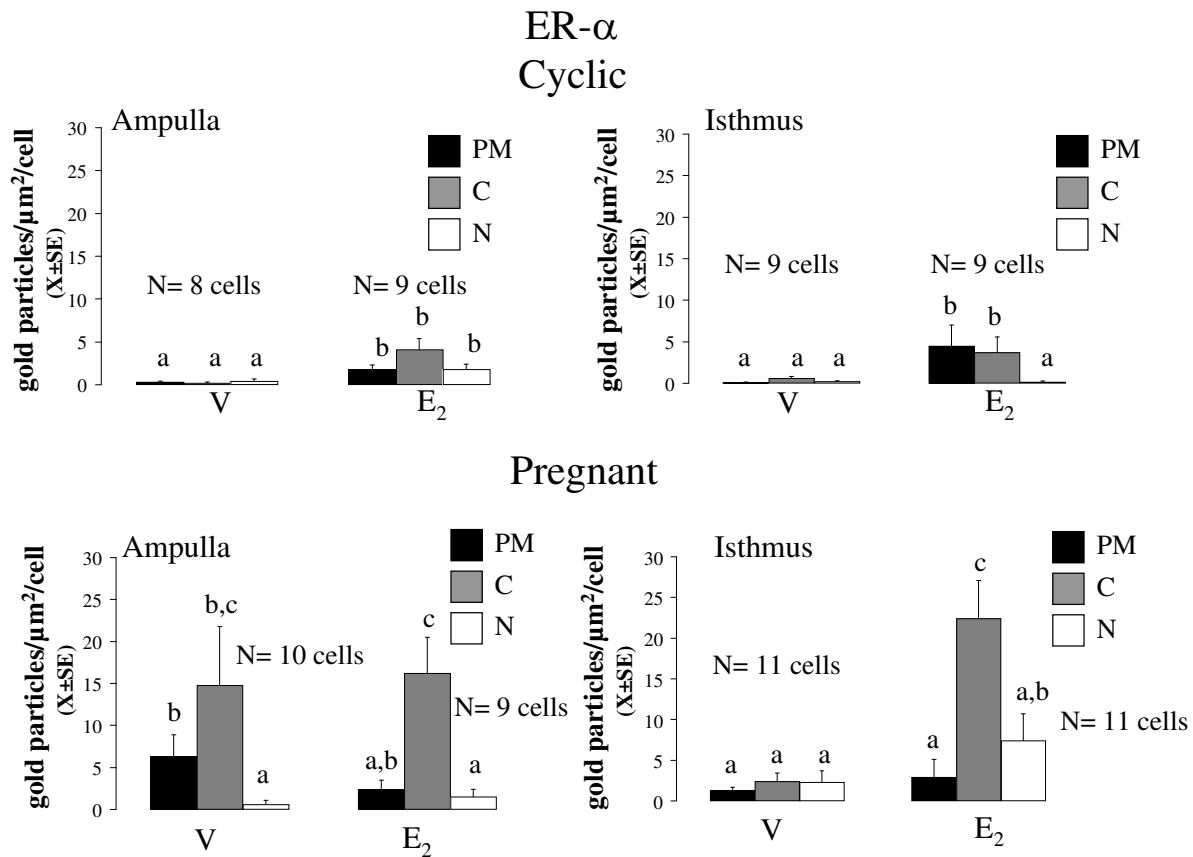 ER-α
Cyclic
Ampulla
gold particles/µm²/cell
(X±SE)
30
25
20
15
10
5
0
PM
C
N
N= 8 cells
N= 9 cells
a
a
a
b
b
b
V
E₂
Isthmus
gold particles/µm²/cell
(X±SE)
30
25
20
15
10
5
0
PM
C
N
N= 9 cells
N= 9 cells
a
a
a
b
b
a
V
E₂
Pregnant
Ampulla
gold particles/µm²/cell
(X±SE)
30
25
20
15
10
5
0
PM
C
N
b
b,c
a
N= 10 cells
a,b
c
a
N= 9 cells
V
E₂
Isthmus
gold particles/µm²/cell
(X±SE)
30
25
20
15
10
5
0
PM
C
N
N= 11 cells
a
a
a
a
c
a,b
N= 11 cells
V
E₂